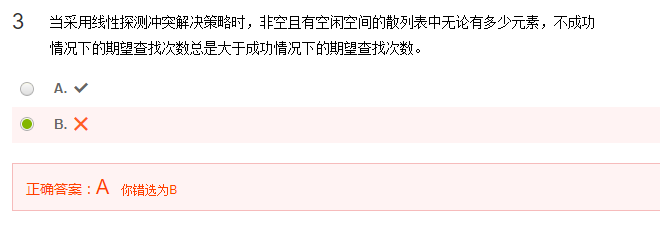 3 当采用线性探测冲突解决策略时，非空且有空闲空间的散列表中无论有多少元素，不成功
情况下的期望查找次数总是大于成功情况下的期望查找次数。
A. ✔
B. ✕
正确答案：A 你错选为B